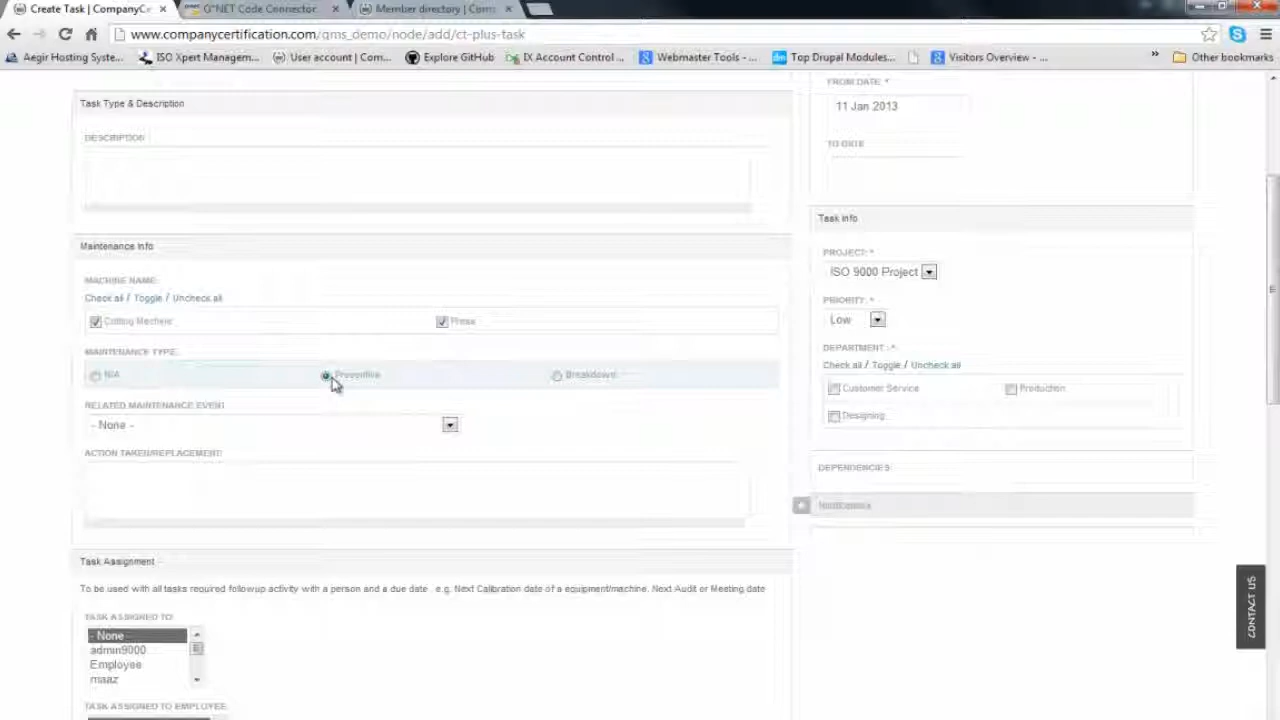 Create Task | CompanyCe
G*NET Code Connector
Member directory | Com
www.companycertification.com/qms_demo/node/add/ct-plus-task
Aegir Hosting Syste...
ISO Xpert Managem...
User account | Com...
Explore GitHub
IX Account Control ...
Webmaster Tools - ...
Top Drupal Modules...
Visitors Overview - ...
»
Other bookmarks
Task Type & Description
DESCRIPTION
Maintenance Info
MACHINE NAME:
Check all / Toggle / Uncheck all
Cutting Machine
Press
MAINTENANCE TYPE:
N/A
Preventive
Breakdown
RELATED MAINTENANCE EVENT
- None -
ACTION TAKEN/REPLACEMENT:
Task Assignment
To be used with all tasks required followup activity with a person and a due date e.g. Next Calibration date of a equipment/machine. Next Audit or Meeting date
TASK ASSIGNED TO:
- None
admin9000
Employee
maaz
TASK ASSIGNED TO EMPLOYEE
FROM DATE: *
11 Jan 2013
TO DATE
Task Info
PROJECT: *
ISO 9000 Project
PRIORITY: *
Low
DEPARTMENT : *
Check all / Toggle / Uncheck all
Customer Service
Production
Designing
DEPENDENCIES
Notifications
CONTACT US